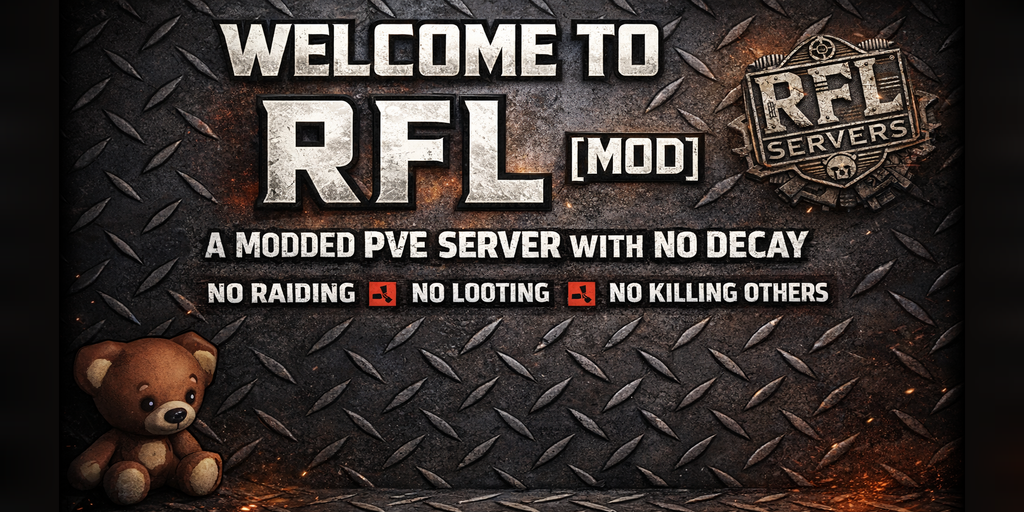 WELCOME TO
RFL [MOD]
RFL
SERVERS
A MODDED PVE SERVER WITH NO DECAY
NO RAIDING NO LOOTING NO KILLING OTHERS